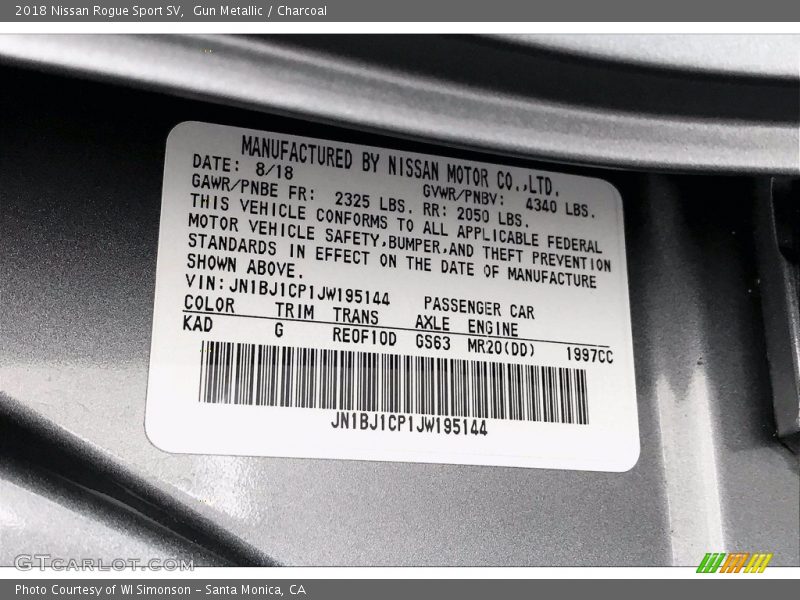 2018 Nissan Rogue Sport SV,  Gun Metallic / Charcoal
MANUFACTURED BY NISSAN MOTOR CO.,LTD.
DATE: 8/18 GVWR/PNBV: 4340 LBS.
GAWR/PNBE FR: 2325 LBS. RR: 2050 LBS.
THIS VEHICLE CONFORMS TO ALL APPLICABLE FEDERAL
MOTOR VEHICLE SAFETY,BUMPER,AND THEFT PREVENTION
STANDARDS IN EFFECT ON THE DATE OF MANUFACTURE
SHOWN ABOVE.
VIN:JN1BJ1CP1JW195144 PASSENGER CAR
COLOR TRIM TRANS AXLE ENGINE
KAD G RE0F10D GS63 MR20(DD) 1997CC
JN1BJ1CP1JW195144
GTCARLOT.COM
Photo Courtesy of WI Simonson – Santa Monica, CA